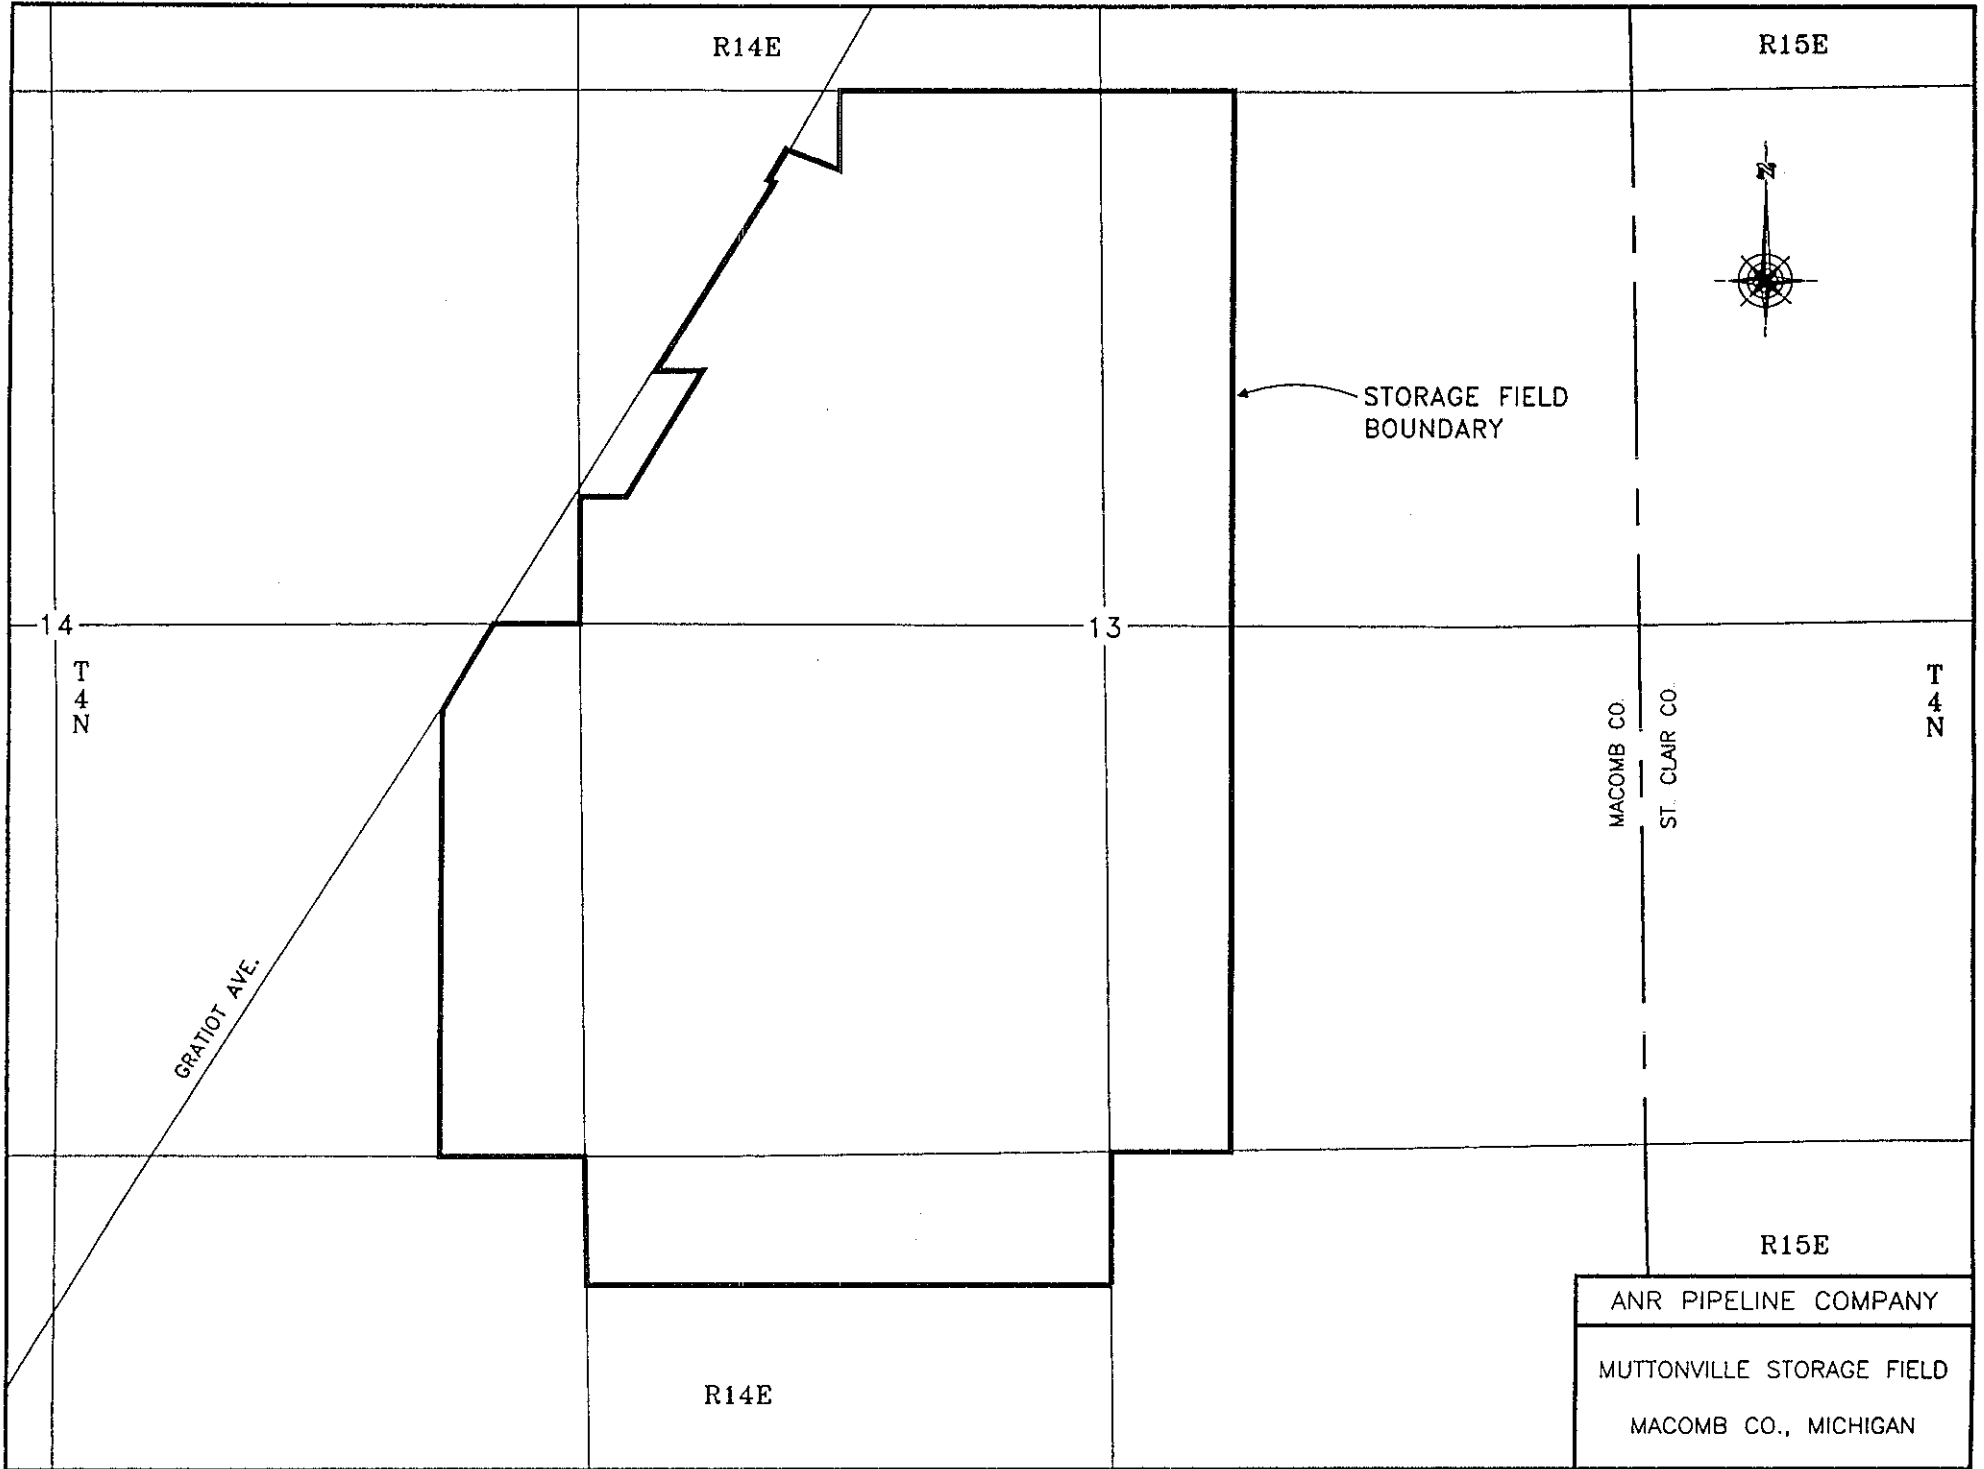 R14E
R15E
N
STORAGE FIELD
BOUNDARY
14
13
T
4
N
T
4
N
MACOMB CO.
ST. CLAIR CO.
GRATIOT AVE.
R15E
R14E
ANR PIPELINE COMPANY
MUTTONVILLE STORAGE FIELD
MACOMB CO., MICHIGAN